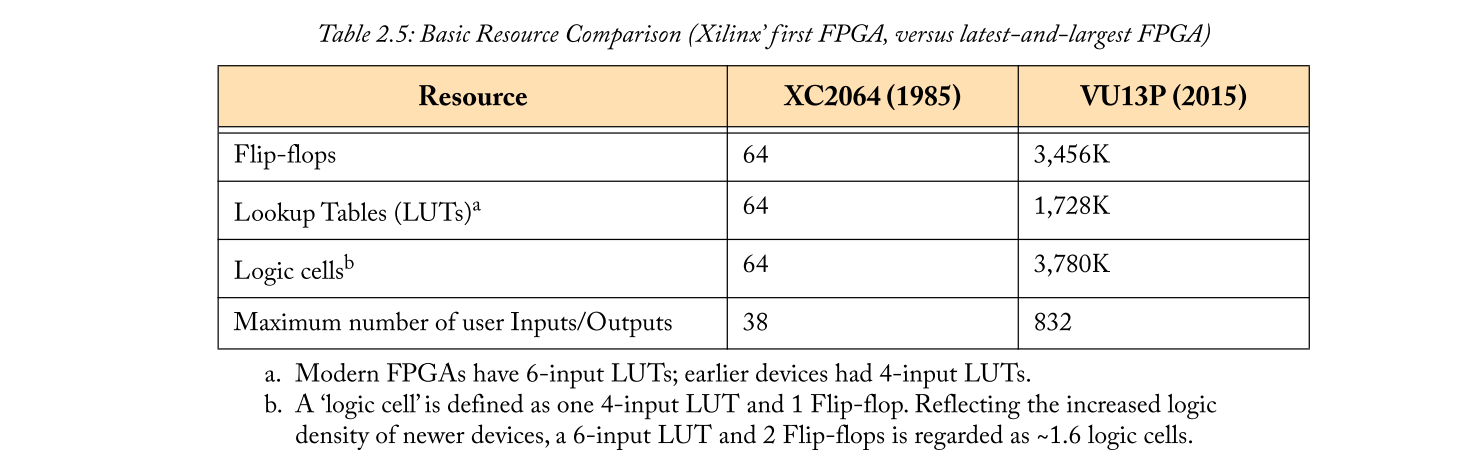 Table 2.5: Basic Resource Comparison (Xilinx' first FPGA, versus latest-and-largest FPGA)
Resource XC2064 (1985) VU13P (2015)
Flip-flops 64 3,456K
Lookup Tables (LUTs)a 64 1,728K
Logic cellsb 64 3,780K
Maximum number of user Inputs/Outputs 38 832
a. Modern FPGAs have 6-input LUTs; earlier devices had 4-input LUTs.
b. A 'logic cell' is defined as one 4-input LUT and 1 Flip-flop. Reflecting the increased logic
density of newer devices, a 6-input LUT and 2 Flip-flops is regarded as ~1.6 logic cells.